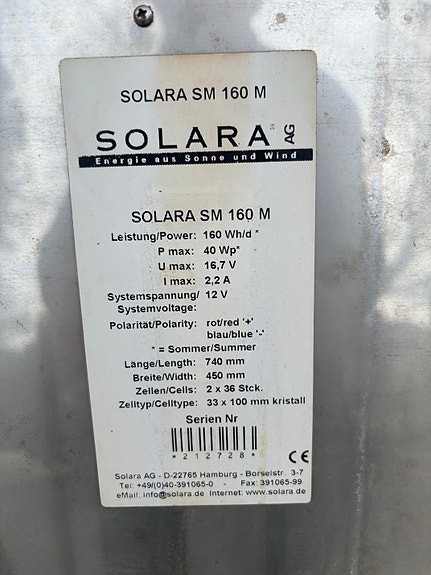 SOLARA SM 160 M
SOLARA AG
Energie aus Sonne und Wind
SOLARA SM 160 M
Leistung/Power: 160 Wh/d *
P max: 40 Wp*
U max: 16,7 V
I max: 2,2 A
Systemspannung/ 12 V
Systemvoltage:
Polarität/Polarity: rot/red '+'
blau/blue '-'
* = Sommer/Summer
Länge/Length: 740 mm
Breite/Width: 450 mm
Zellen/Cells: 2 x 36 Stck.
Zelltyp/Celltype: 33 x 100 mm kristall
Serien Nr
*212728*
CE
Solara AG - D-22765 Hamburg - Borselstr. 3-7
Tel: +49/(0)40-391065-0 - Fax: 391065-99
eMail: info@solara.de Internet: www.solara.de